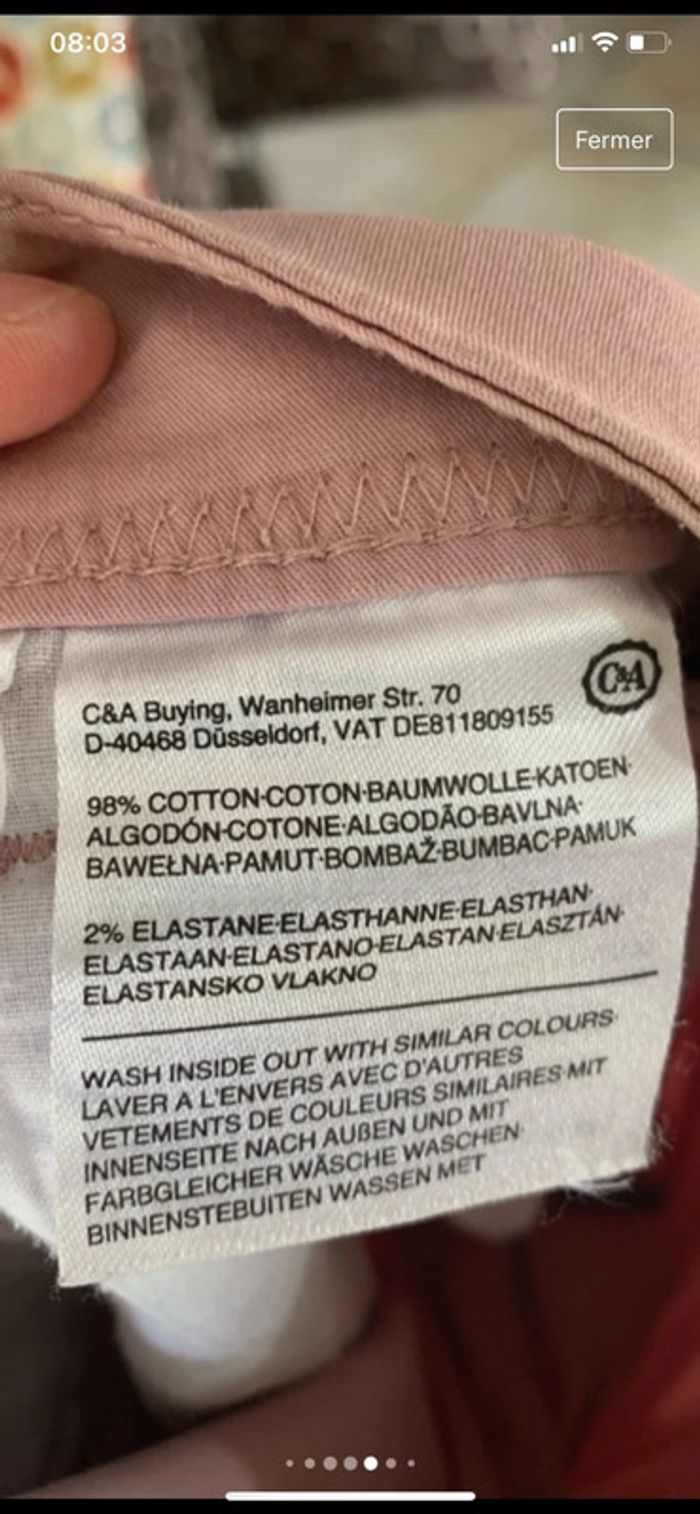 08:03
Fermer
C&A
C&A Buying, Wanheimer Str. 70
D-40468 Düsseldorf, VAT DE811809155
98% COTTON·COTON·BAUMWOLLE·KATOEN·
ALGODÓN·COTONE·ALGODÃO·BAVLNA·
BAWEŁNA·PAMUT·BOMBAŽ·BUMBAC·PAMUK
2% ELASTANE·ELASTHANNE·ELASTHAN·
ELASTAAN·ELASTANO·ELASTAN·ELASZTÁN·
ELASTANSKO VLAKNO
WASH INSIDE OUT WITH SIMILAR COLOURS·
LAVER A L'ENVERS AVEC D'AUTRES
VETEMENTS DE COULEURS SIMILAIRES·MIT
INNENSEITE NACH AUßEN UND MIT
FARBGLEICHER WÄSCHE WASCHEN·
BINNENSTEBUITEN WASSEN MET